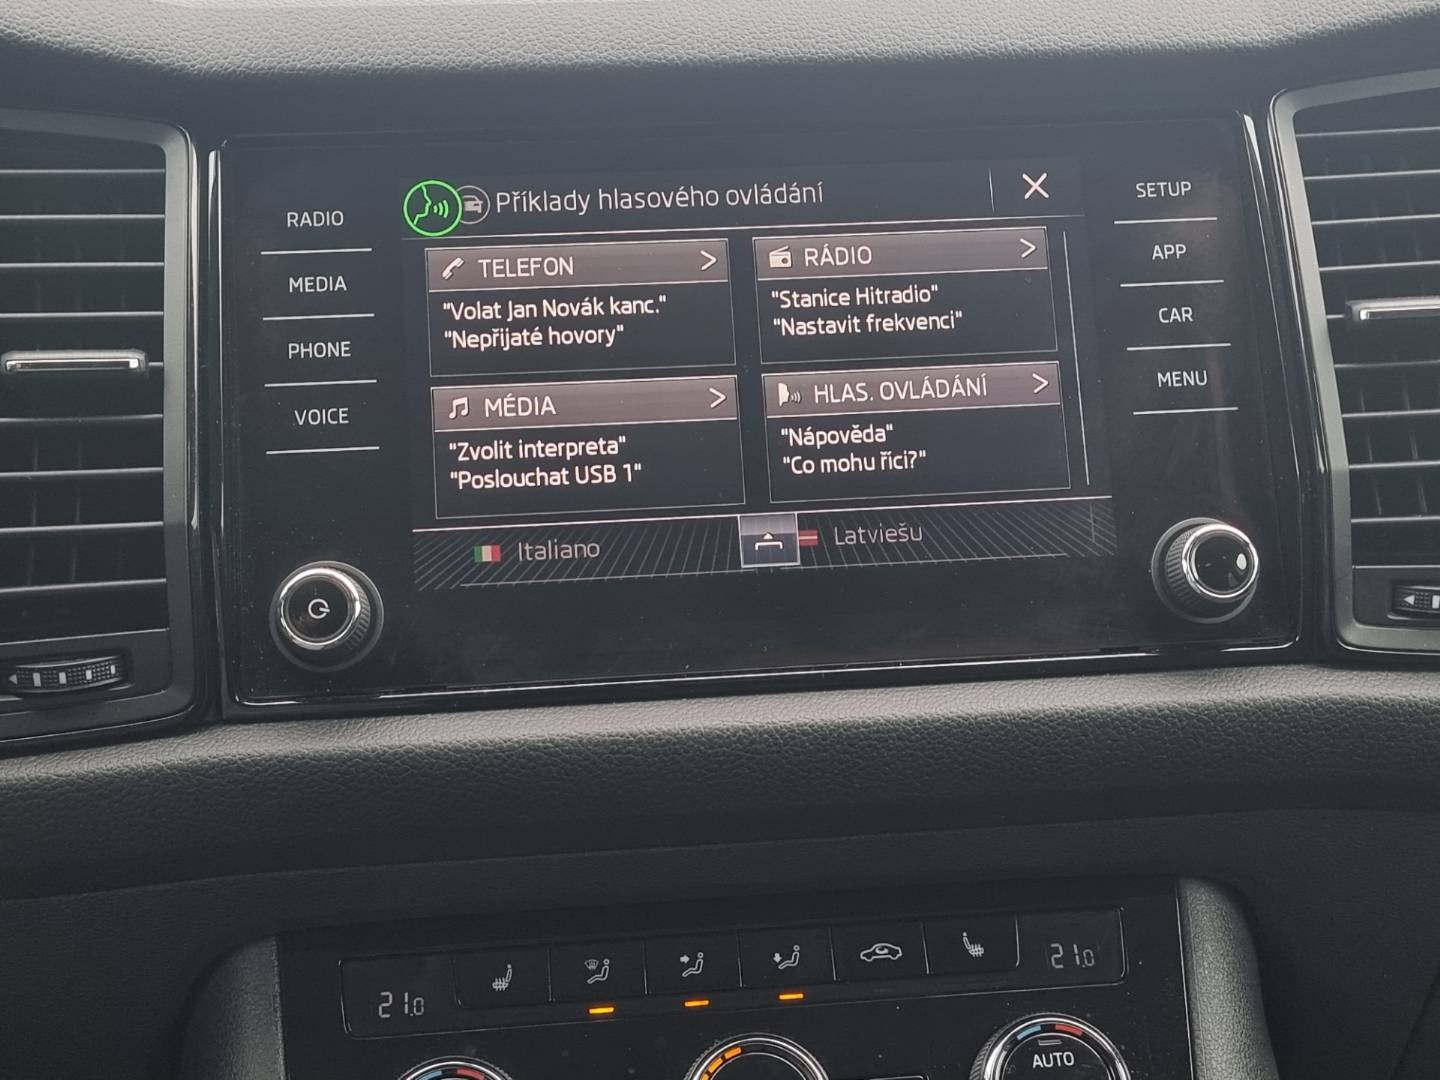 RADIO
MEDIA
PHONE
VOICE
Příklady hlasového ovládání
TELEFON
"Volat Jan Novák kanc."
"Nepřijaté hovory"
RÁDIO
"Stanice Hitradio"
"Nastavit frekvenci"
MÉDIA
"Zvolit interpreta"
"Poslouchat USB 1"
HLAS. OVLÁDÁNÍ
"Nápověda"
"Co mohu říci?"
Italiano
Latviešu
SETUP
APP
CAR
MENU
21.0
21.0
AUTO